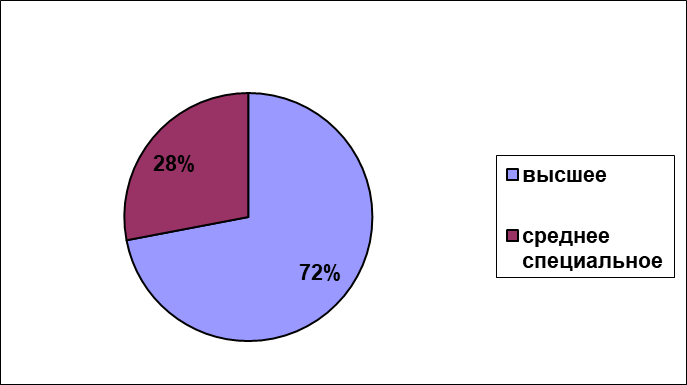 28%
72%
высшее
среднее
специальное